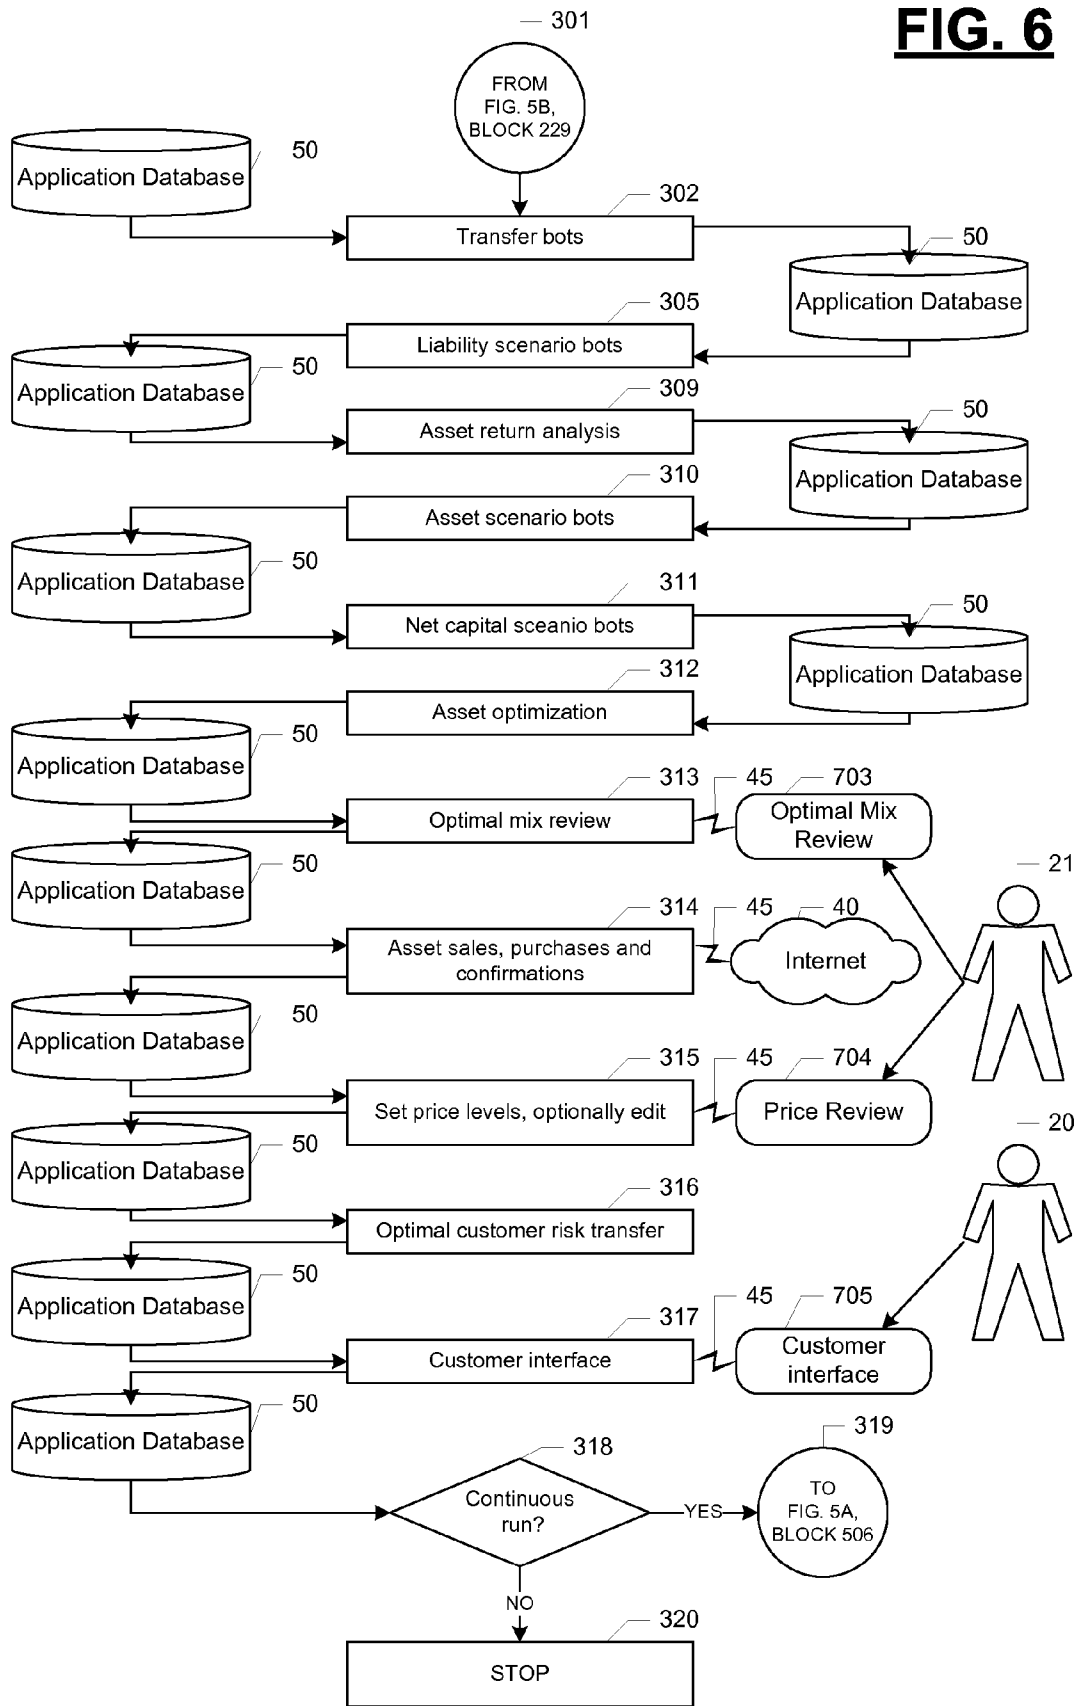 FIG. 6
301
FROM
FIG. 5B,
BLOCK 229
50
Application Database
302
Transfer bots
50
Application Database
305
Liability scenario bots
50
Application Database
309
Asset return analysis
50
Application Database
310
Asset scenario bots
50
Application Database
311
Net capital sceanio bots
50
Application Database
312
Asset optimization
50
Application Database
313
Optimal mix review
45
703
Optimal Mix
Review
50
Application Database
21
314
Asset sales, purchases and
confirmations
45
40
Internet
50
Application Database
315
Set price levels, optionally edit
45
704
Price Review
50
Application Database
20
316
Optimal customer risk transfer
50
Application Database
317
Customer interface
45
705
Customer
interface
50
Application Database
318
Continuous
run?
YES
319
TO
FIG. 5A,
BLOCK 506
NO
320
STOP